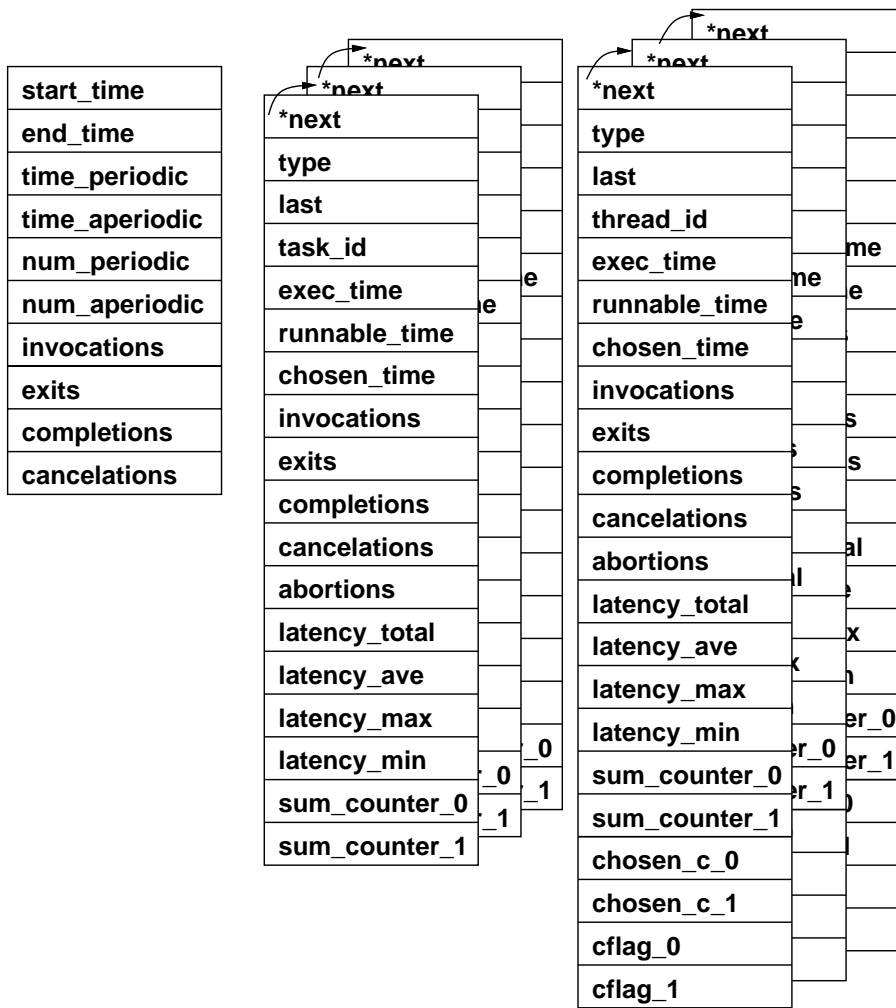 start_time
end_time
time_periodic
time_aperiodic
num_periodic
num_aperiodic
invocations
exits
completions
cancelations
*next
*next
*next
type
last
task_id
exec_time
runnable_time
chosen_time
invocations
exits
completions
cancelations
abortions
latency_total
latency_ave
latency_max
latency_min
sum_counter_0
sum_counter_1
*next
*next
*next
type
last
thread_id
exec_time
runnable_time
chosen_time
invocations
exits
completions
cancelations
abortions
latency_total
latency_ave
latency_max
latency_min
sum_counter_0
sum_counter_1
chosen_c_0
chosen_c_1
cflag_0
cflag_1